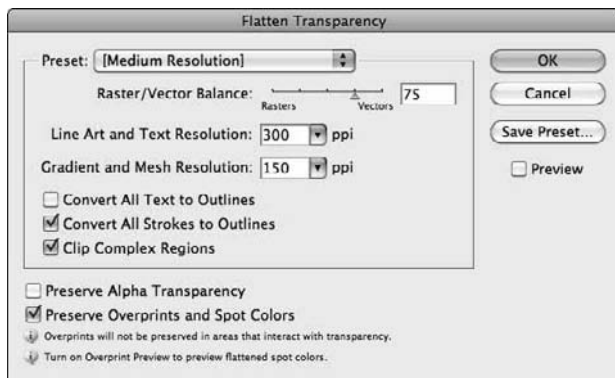 Flatten Transparency
Preset: [Medium Resolution]
OK
Raster/Vector Balance: 75
Rasters Vectors
Cancel
Line Art and Text Resolution: 300 ppi
Save Preset...
Gradient and Mesh Resolution: 150 ppi
Preview
Convert All Text to Outlines
Convert All Strokes to Outlines
Clip Complex Regions
Preserve Alpha Transparency
Preserve Overprints and Spot Colors
Overprints will not be preserved in areas that interact with transparency.
Turn on Overprint Preview to preview flattened spot colors.